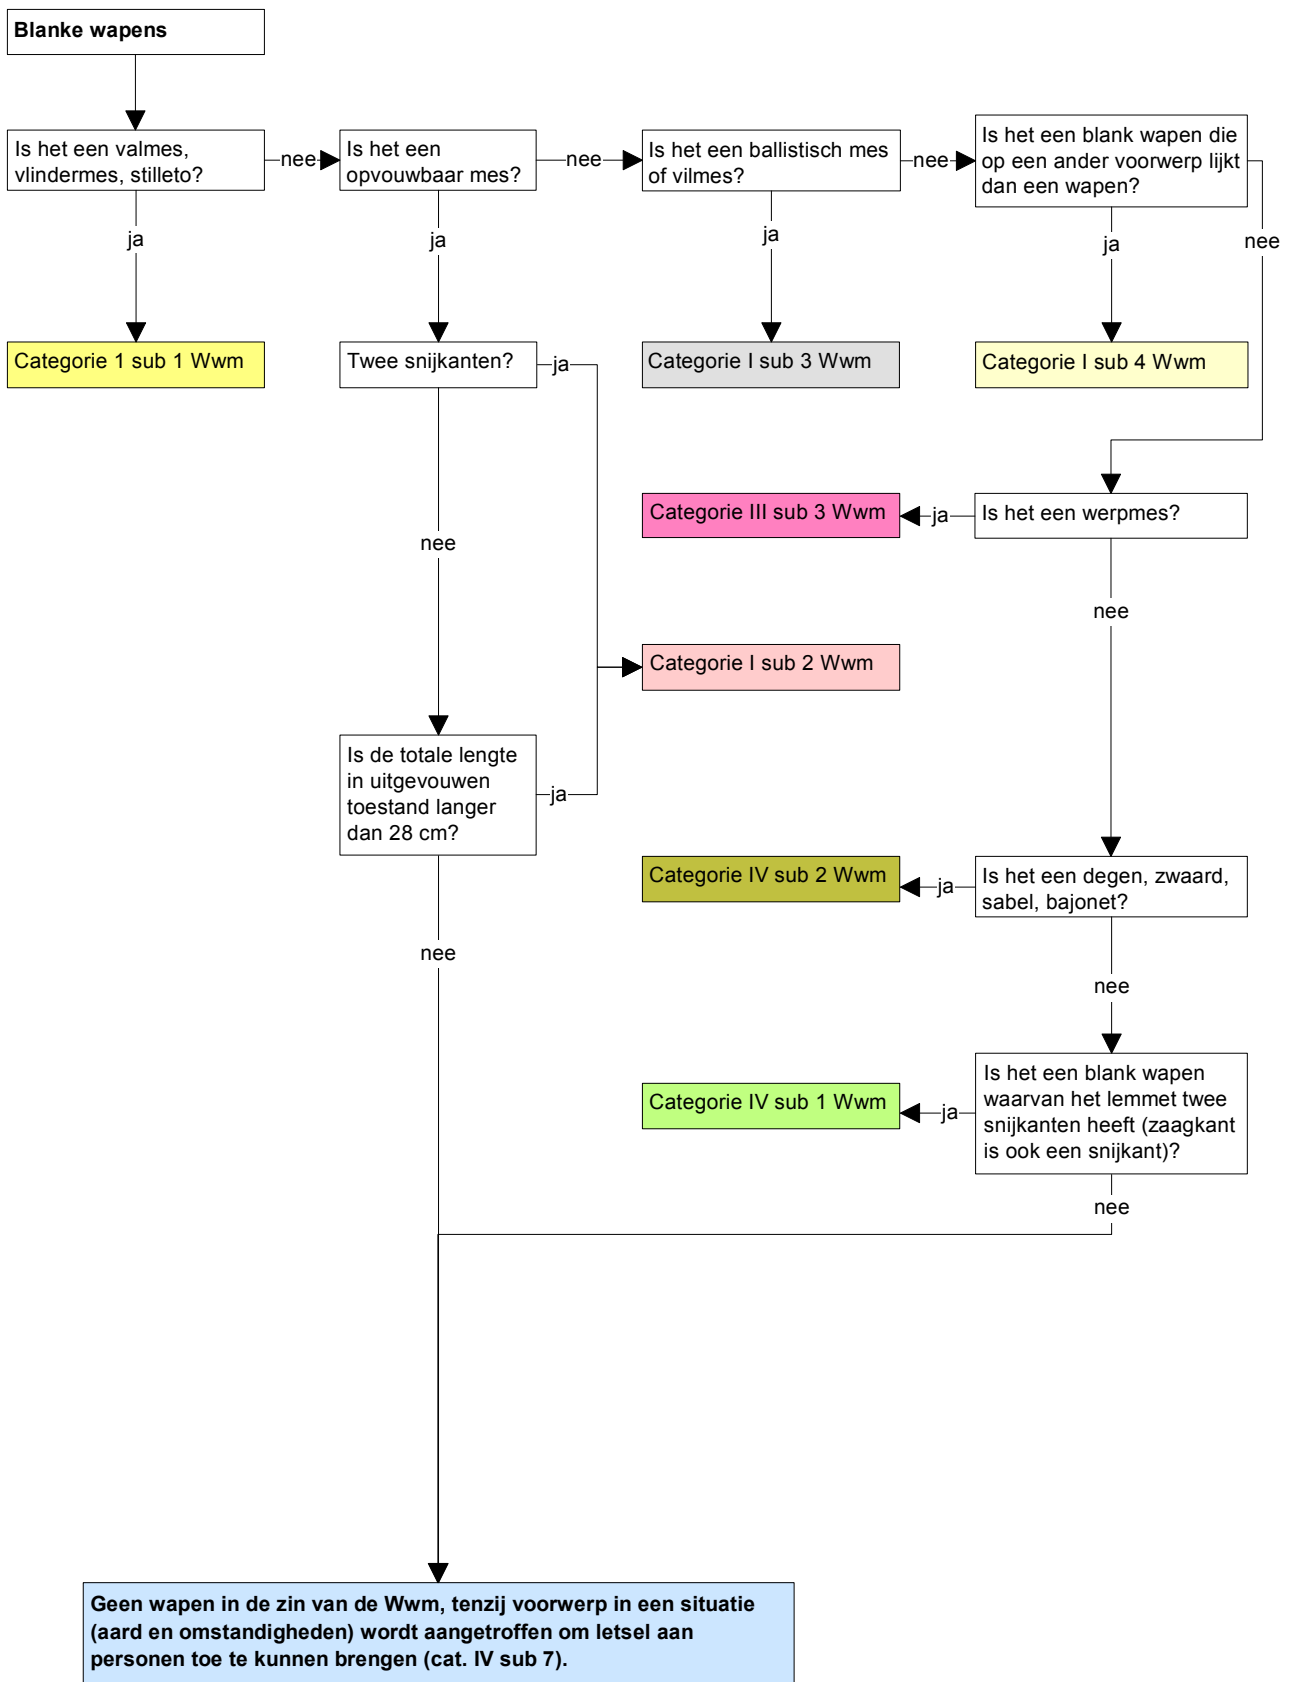 Blanke wapens
Is het een valmes,
vlindermes, stilleto?
nee
Is het een
opvouwbaar mes?
nee
Is het een ballistisch mes
of vilmes?
nee
Is het een blank wapen die
op een ander voorwerp lijkt
dan een wapen?
ja
ja
ja
ja
nee
Categorie 1 sub 1 Wwm
Twee snijkanten?
ja
Categorie I sub 3 Wwm
Categorie I sub 4 Wwm
Categorie III sub 3 Wwm
ja
Is het een werpmes?
nee
nee
Categorie I sub 2 Wwm
Is de totale lengte
in uitgevouwen
toestand langer
dan 28 cm?
ja
Categorie IV sub 2 Wwm
ja
Is het een degen, zwaard,
sabel, bajonet?
nee
nee
Categorie IV sub 1 Wwm
ja
Is het een blank wapen
waarvan het lemmet twee
snijkanten heeft (zaagkant
is ook een snijkant)?
nee
Geen wapen in de zin van de Wwm, tenzij voorwerp in een situatie
(aard en omstandigheden) wordt aangetroffen om letsel aan
personen toe te kunnen brengen (cat. IV sub 7).